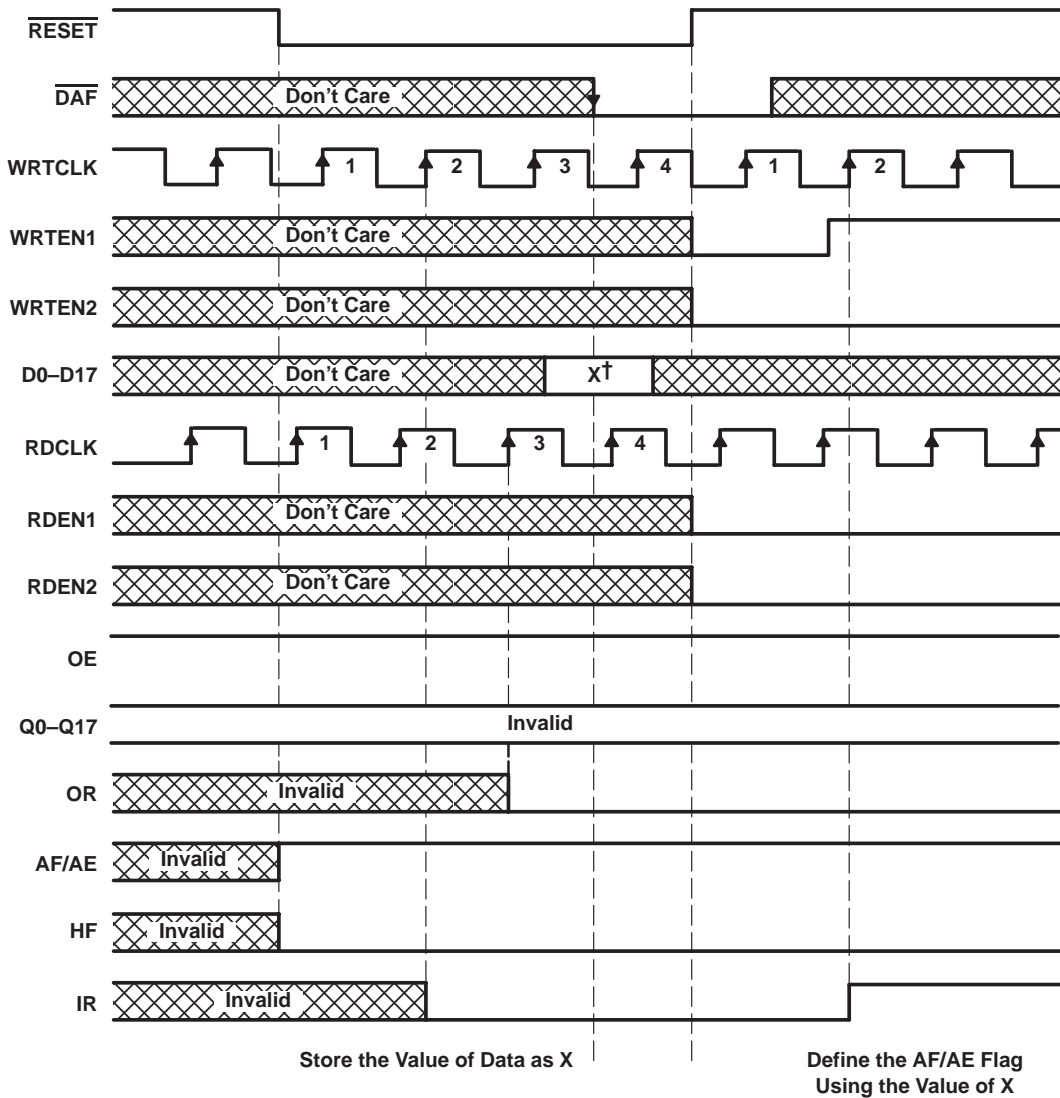 RESET
DAF Don't Care
WRTCLK 1 2 3 4 1 2
WRTEN1 Don't Care
WRTEN2 Don't Care
D0–D17 Don't Care X†
RDCLK 1 2 3 4
RDEN1 Don't Care
RDEN2 Don't Care
OE
Q0–Q17 Invalid
OR Invalid
AF/AE Invalid
HF Invalid
IR Invalid
Store the Value of Data as X
Define the AF/AE Flag
Using the Value of X